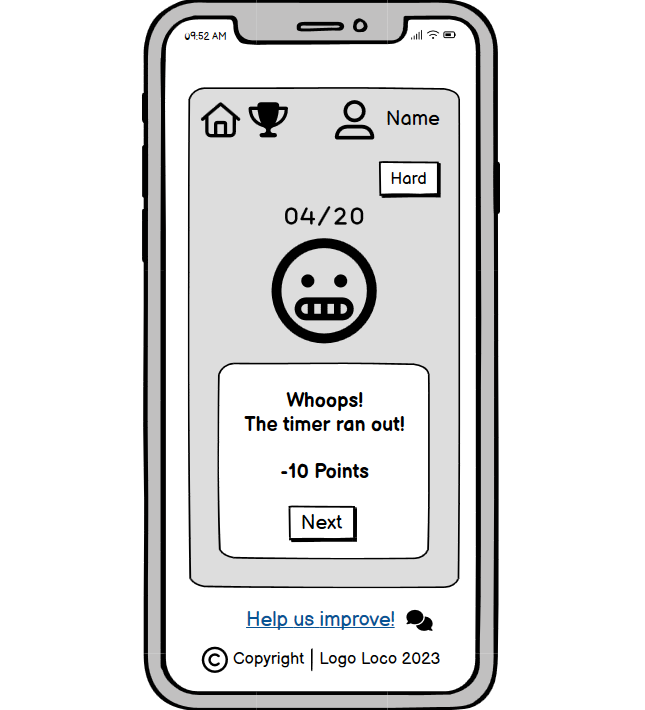 09:52 AM
Name
Hard
04/20
Whoops!
The timer ran out!
-10 Points
Next
Help us improve!
© Copyright | Logo Loco 2023